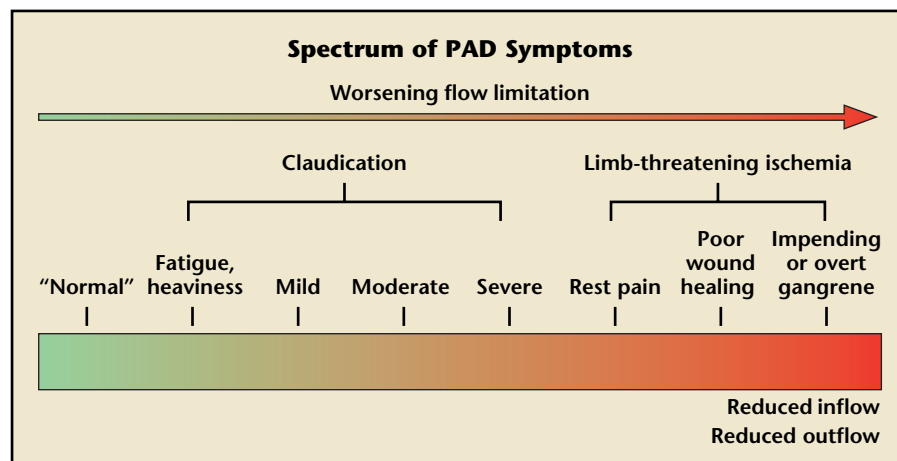 Spectrum of PAD Symptoms
Worsening flow limitation
Claudication
Limb-threatening ischemia
“Normal”
Fatigue,
heaviness
Mild
Moderate
Severe
Rest pain
Poor
wound
healing
Impending
or overt
gangrene
Reduced inflow
Reduced outflow